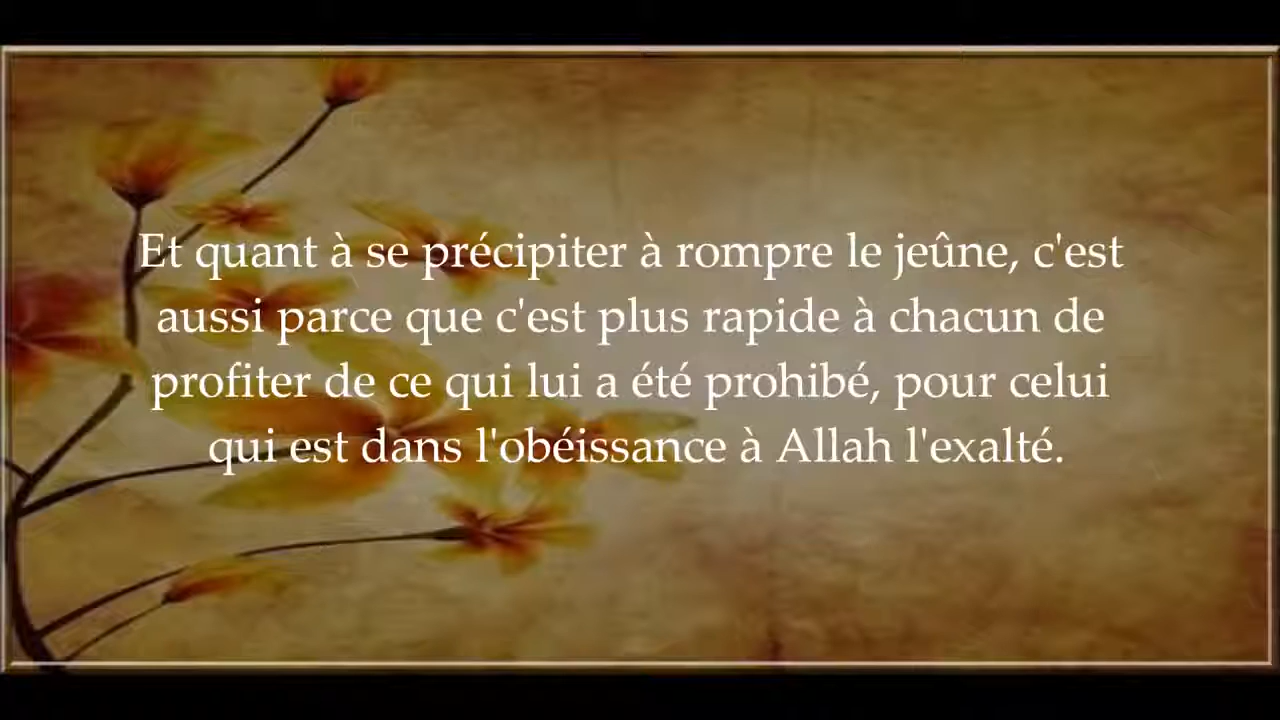 Et quant à se précipiter à rompre le jeûne, c'est
aussi parce que c'est plus rapide à chacun de
profiter de ce qui lui a été prohibé, pour celui
qui est dans l'obéissance à Allah l'exalté.